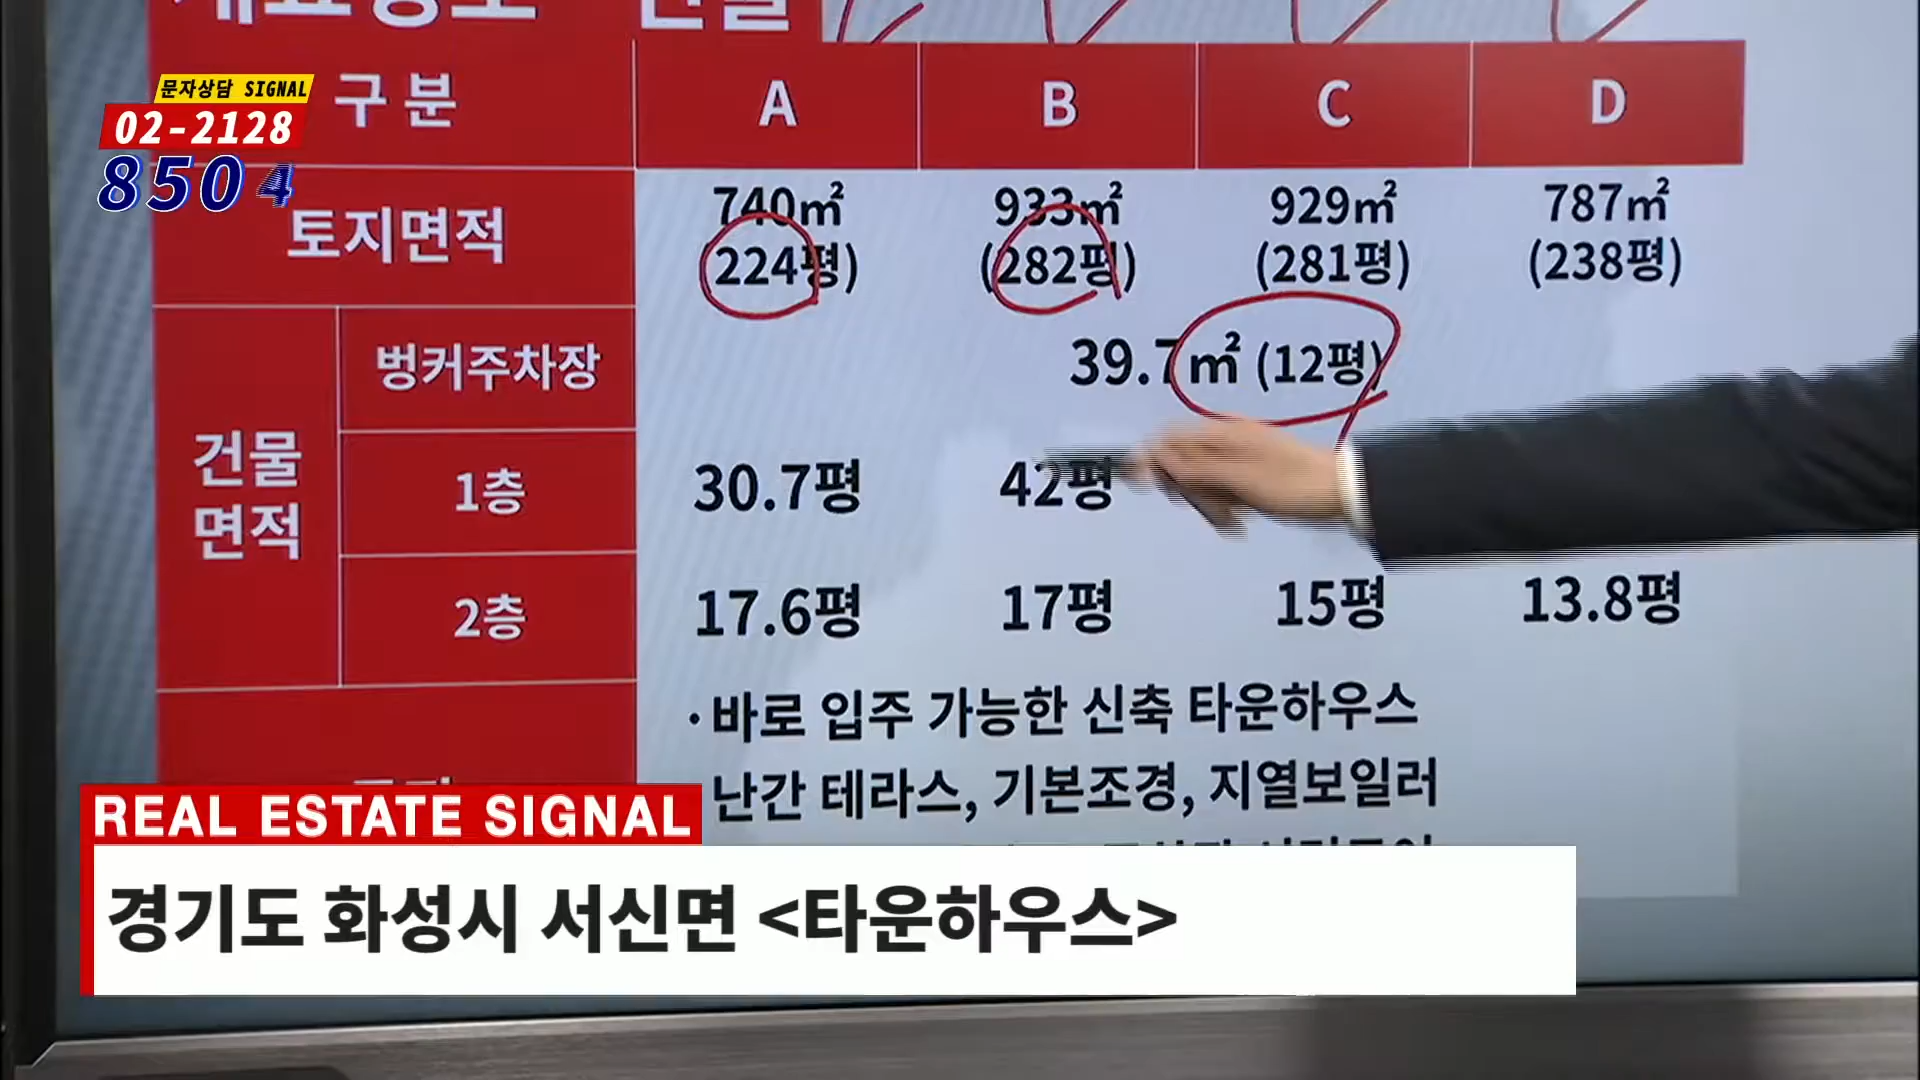 문자상담 SIGNAL
02-2128
8504
구 분 A B C D
토지면적 740㎡ 933㎡ 929㎡ 787㎡
(224평) (282평) (281평) (238평)
건물
면적
벙커주차장 39.7㎡ (12평)
1층 30.7평 42평
2층 17.6평 17평 15평 13.8평
· 바로 입주 가능한 신축 타운하우스
난간 테라스, 기본조경, 지열보일러
REAL ESTATE SIGNAL
경기도 화성시 서신면 <타운하우스>